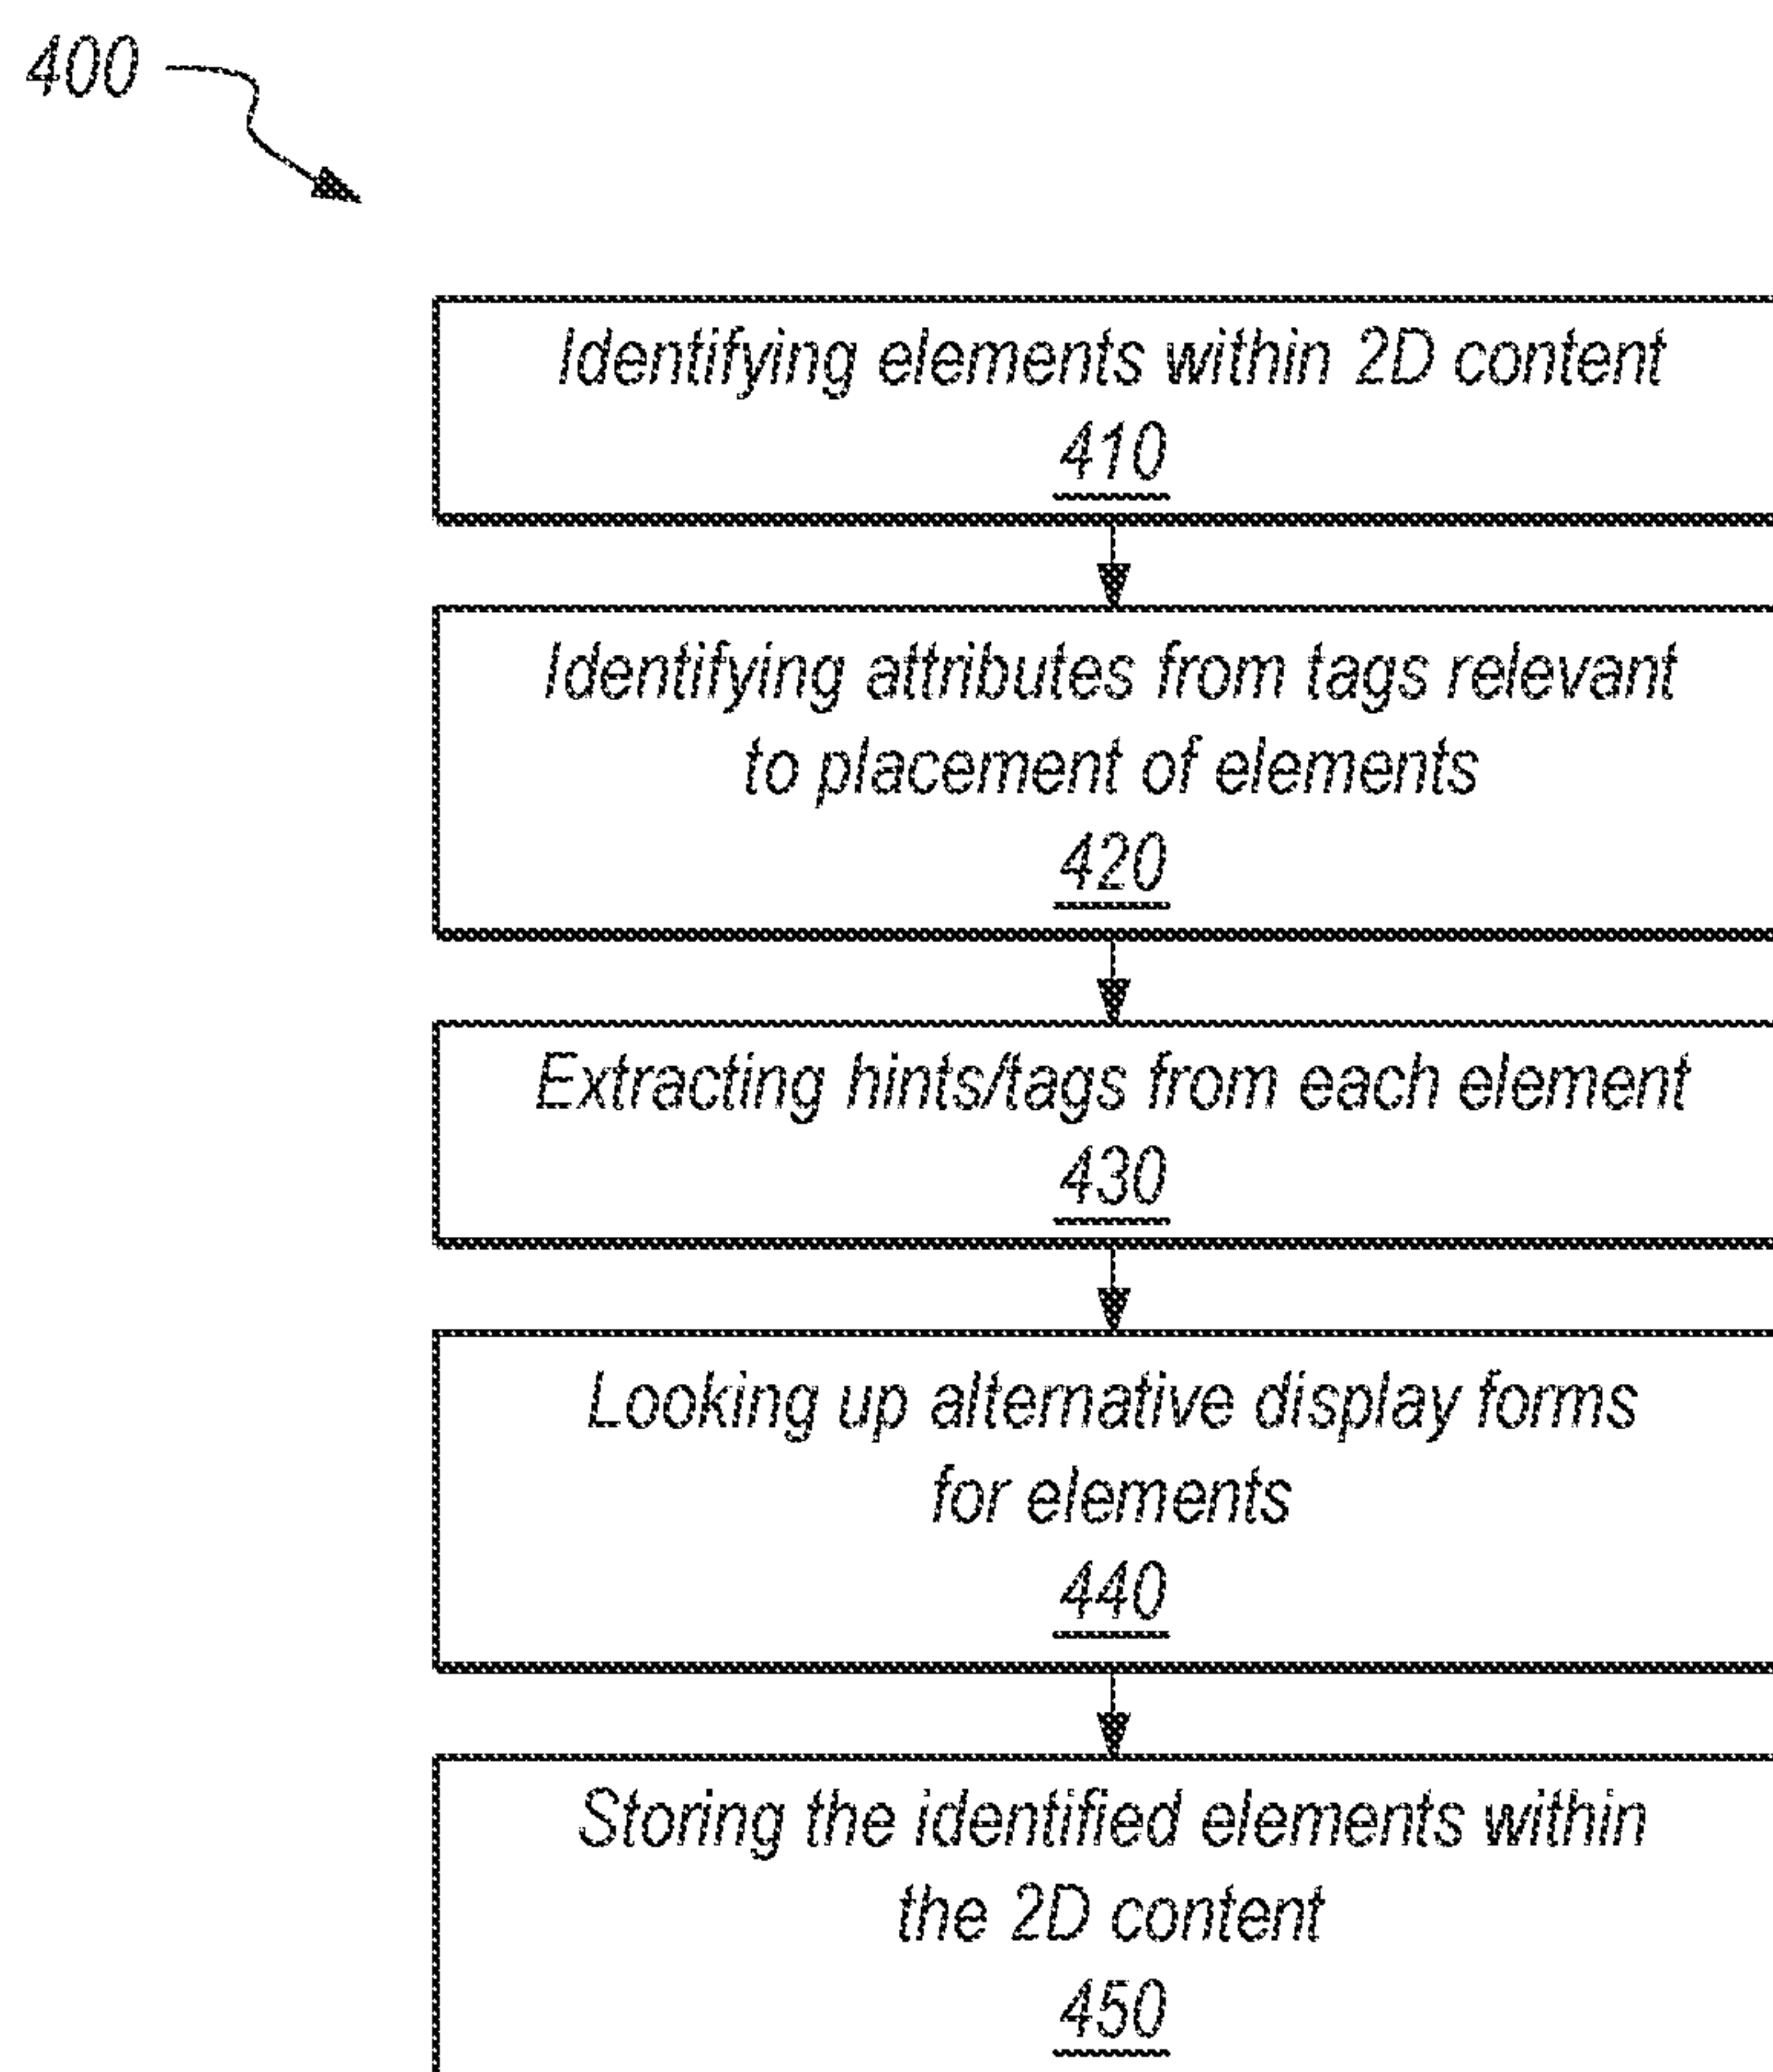 400
Identifying elements within 2D content
410
Identifying attributes from tags relevant
to placement of elements
420
Extracting hints/tags from each element
430
Looking up alternative display forms
for elements
440
Storing the identified elements within
the 2D content
450